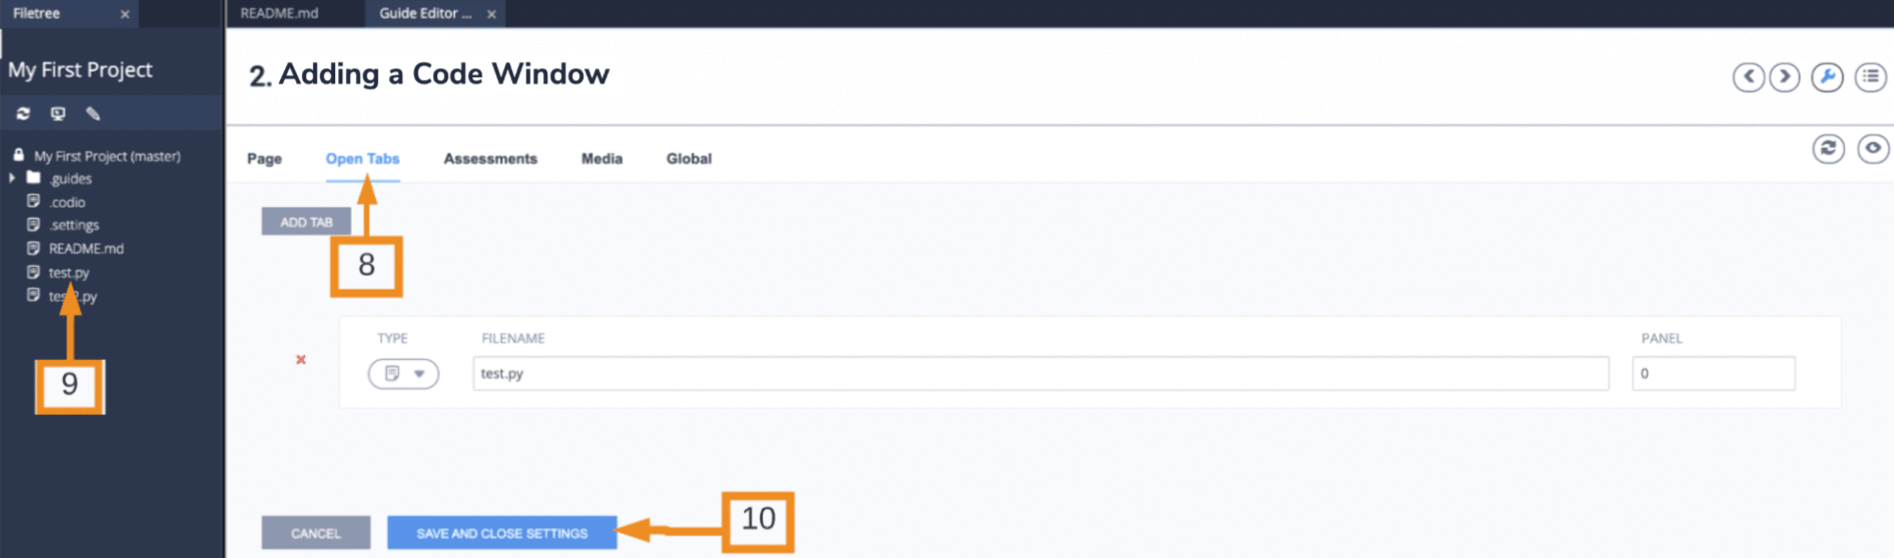 Filetree ×
README.md
Guide Editor ... ×
My First Project
2. Adding a Code Window
My First Project (master)
.guides
.codio
.settings
README.md
test.py
py
9
Page Open Tabs Assessments Media Global
ADD TAB
8
TYPE FILENAME PANEL
test.py 0
CANCEL SAVE AND CLOSE SETTINGS
10